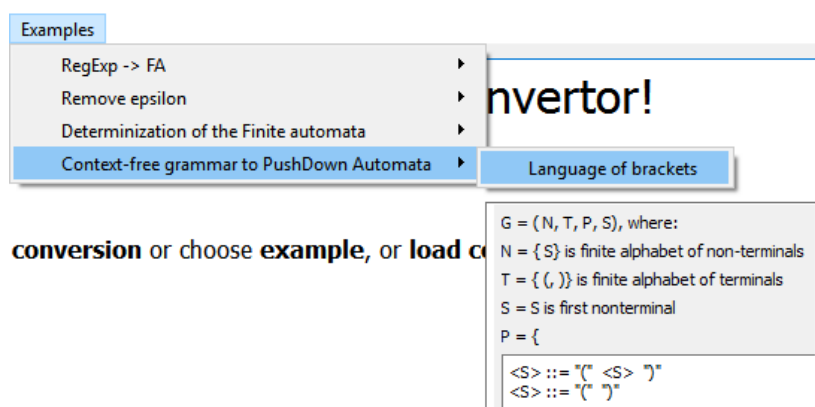 Examples
RegExp -> FA
Remove epsilon
Determinization of the Finite automata
Context-free grammar to PushDown Automata
Language of brackets
nvertor!
conversion or choose example, or load c
G = ( N, T, P, S), where:
N = { S} is finite alphabet of non-terminals
T = { (, )} is finite alphabet of terminals
S = S is first nonterminal
P = {
<S> ::= "(" <S> ")"
<S> ::= "(" ")"